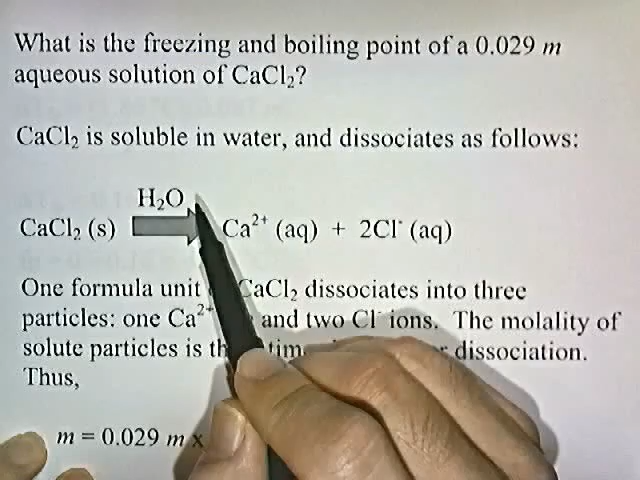 What is the freezing and boiling point of a 0.029 m
aqueous solution of CaCl₂?
CaCl₂ is soluble in water, and dissociates as follows:
H₂O
CaCl₂ (s) Ca²⁺ (aq) + 2Cl⁻ (aq)
One formula unit CaCl₂ dissociates into three
particles: one Ca²⁺ and two Cl⁻ ions. The molality of
solute particles is dissociation.
Thus,
m = 0.029 m x